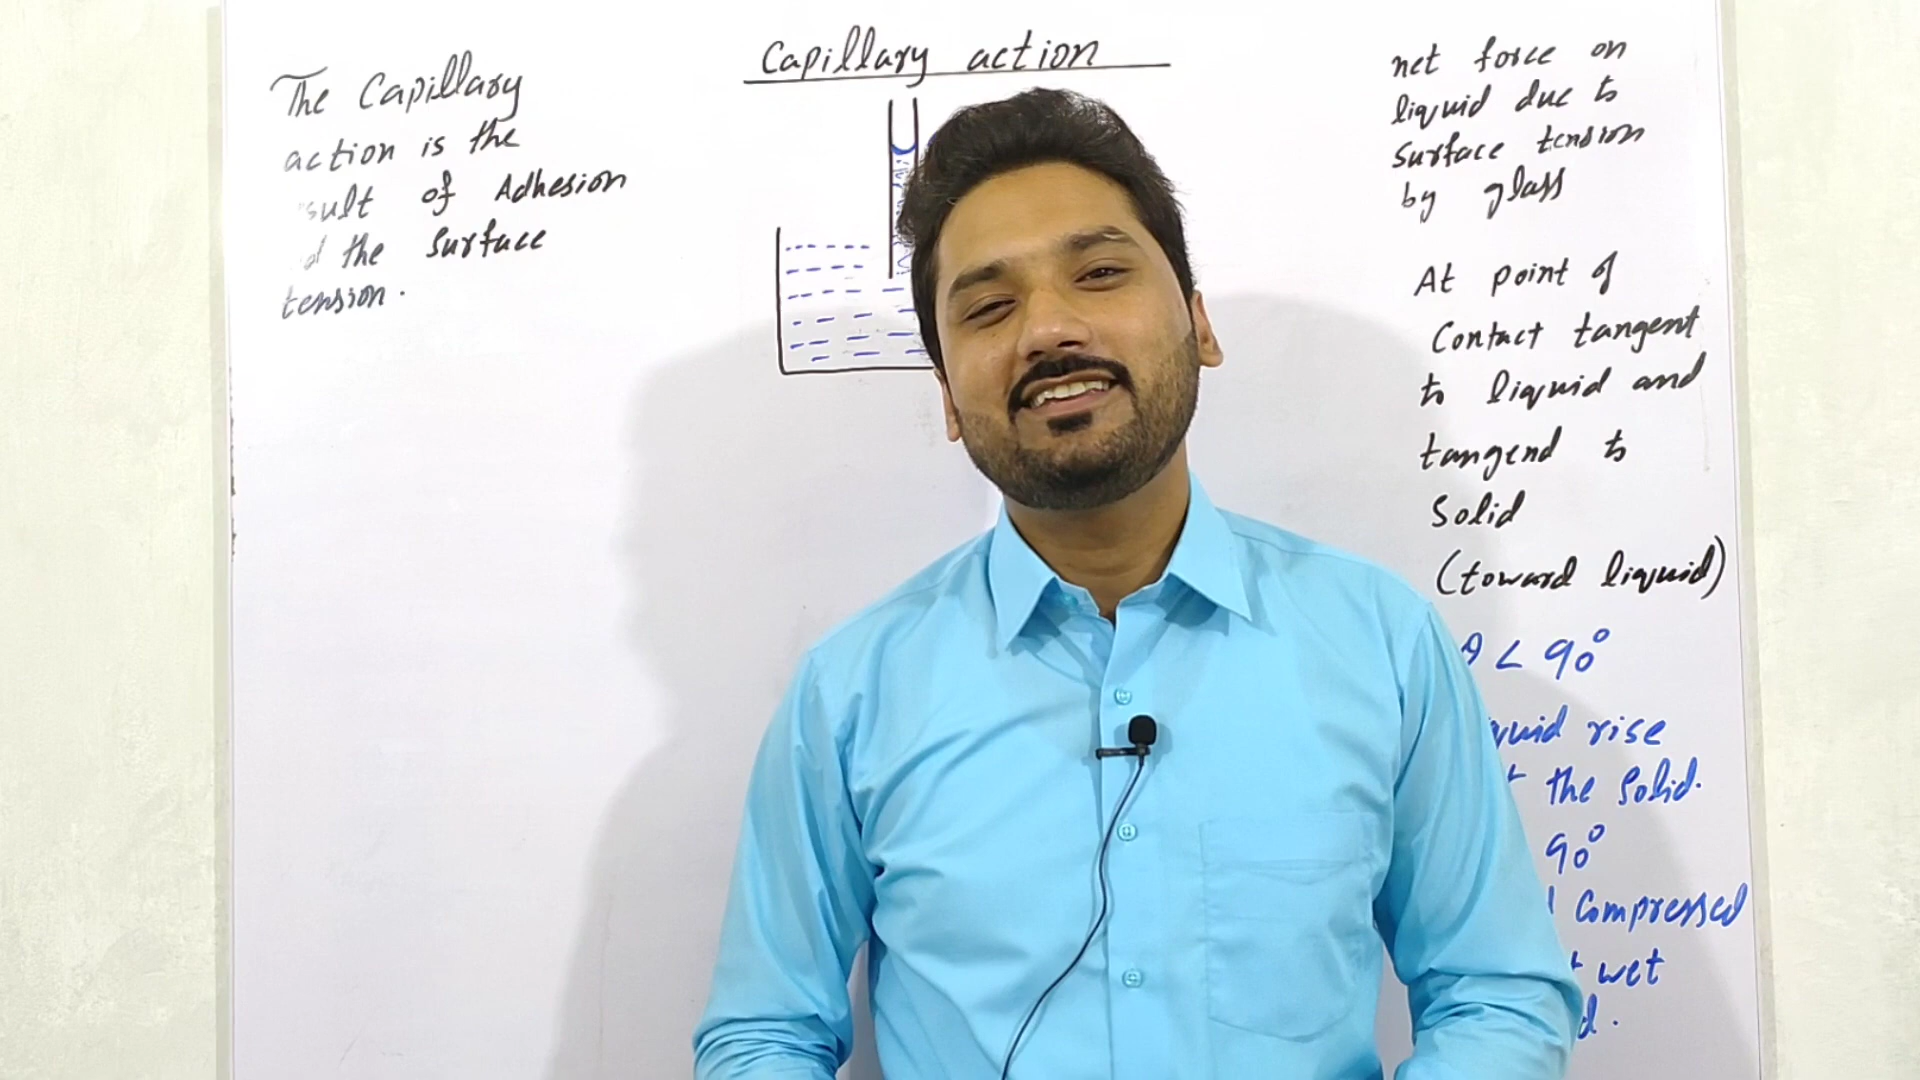 Capillary action
The Capillary
action is the
sult of Adhesion
d the surface
tension.
net force on
liquid due to
surface tension
by glass
At point of
Contact tangent
to liquid and
tangend to
Solid
(toward liquid)
θ < 90°
quid rise
t the Solid.
90°
d Compressed
t wet
d.